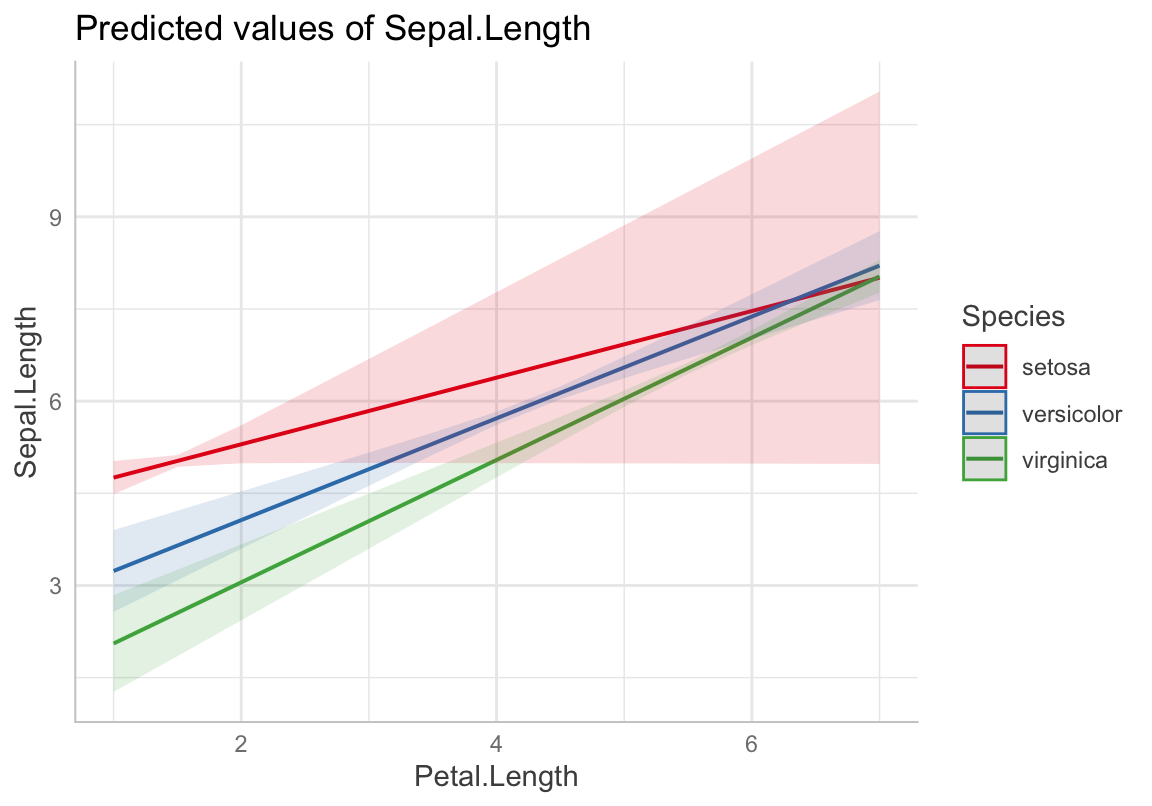 Predicted values of Sepal.Length
Sepal.Length
9
6
3
2
4
6
Petal.Length
Species
setosa
versicolor
virginica